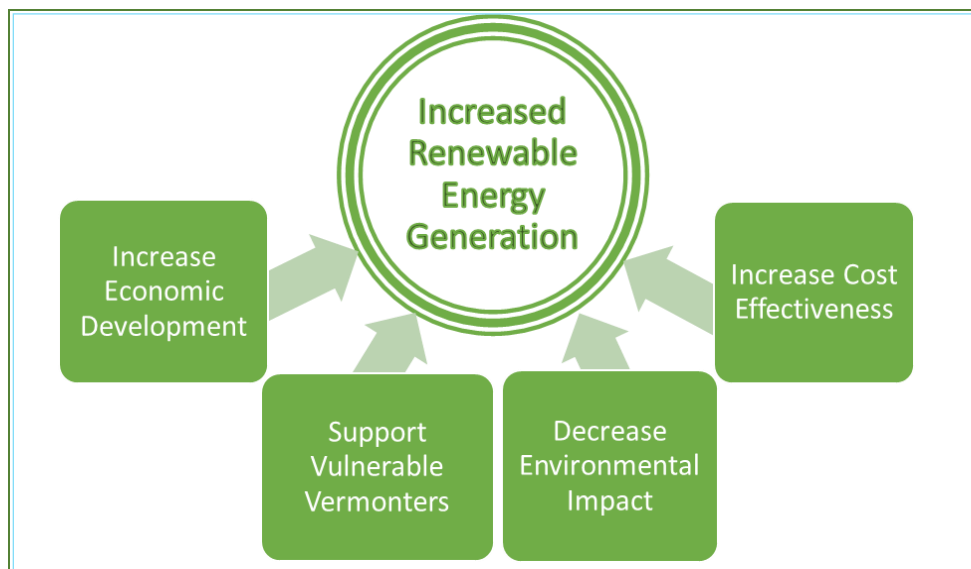 Increased
Renewable
Energy
Generation
Increase
Economic
Development
Support
Vulnerable
Vermonters
Decrease
Environmental
Impact
Increase Cost
Effectiveness